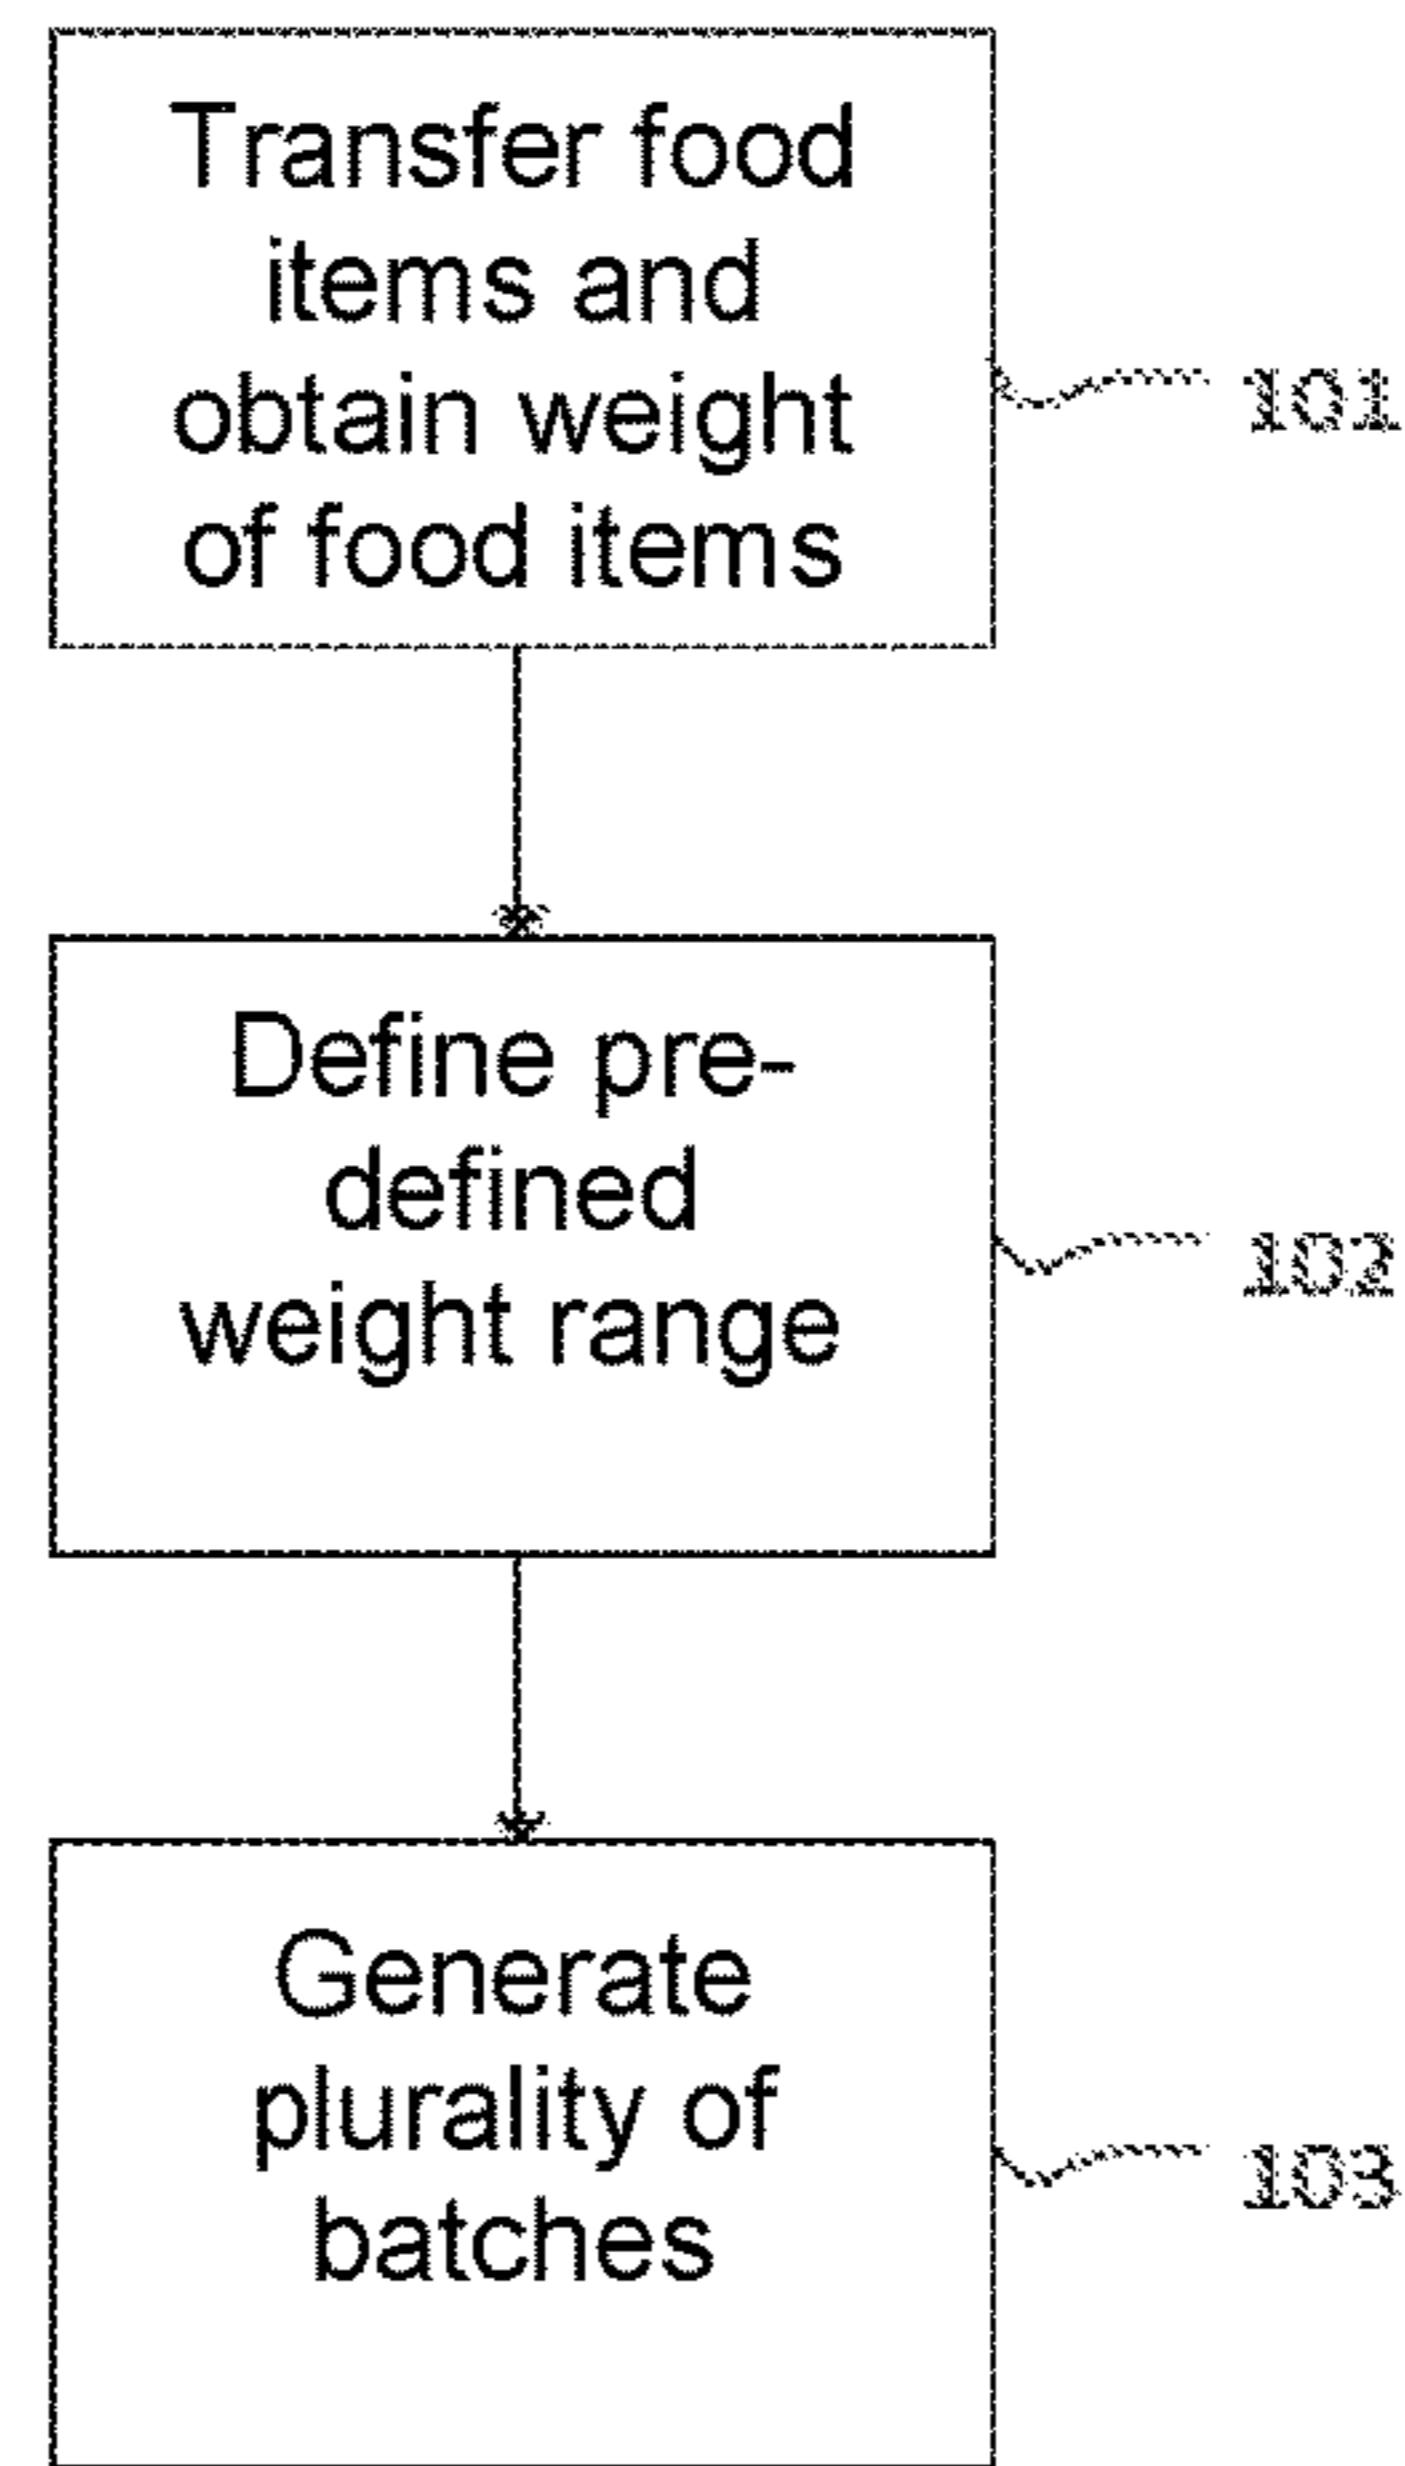 Transfer food
items and
obtain weight
of food items
101
Define pre-
defined
weight range
102
Generate
plurality of
batches
103